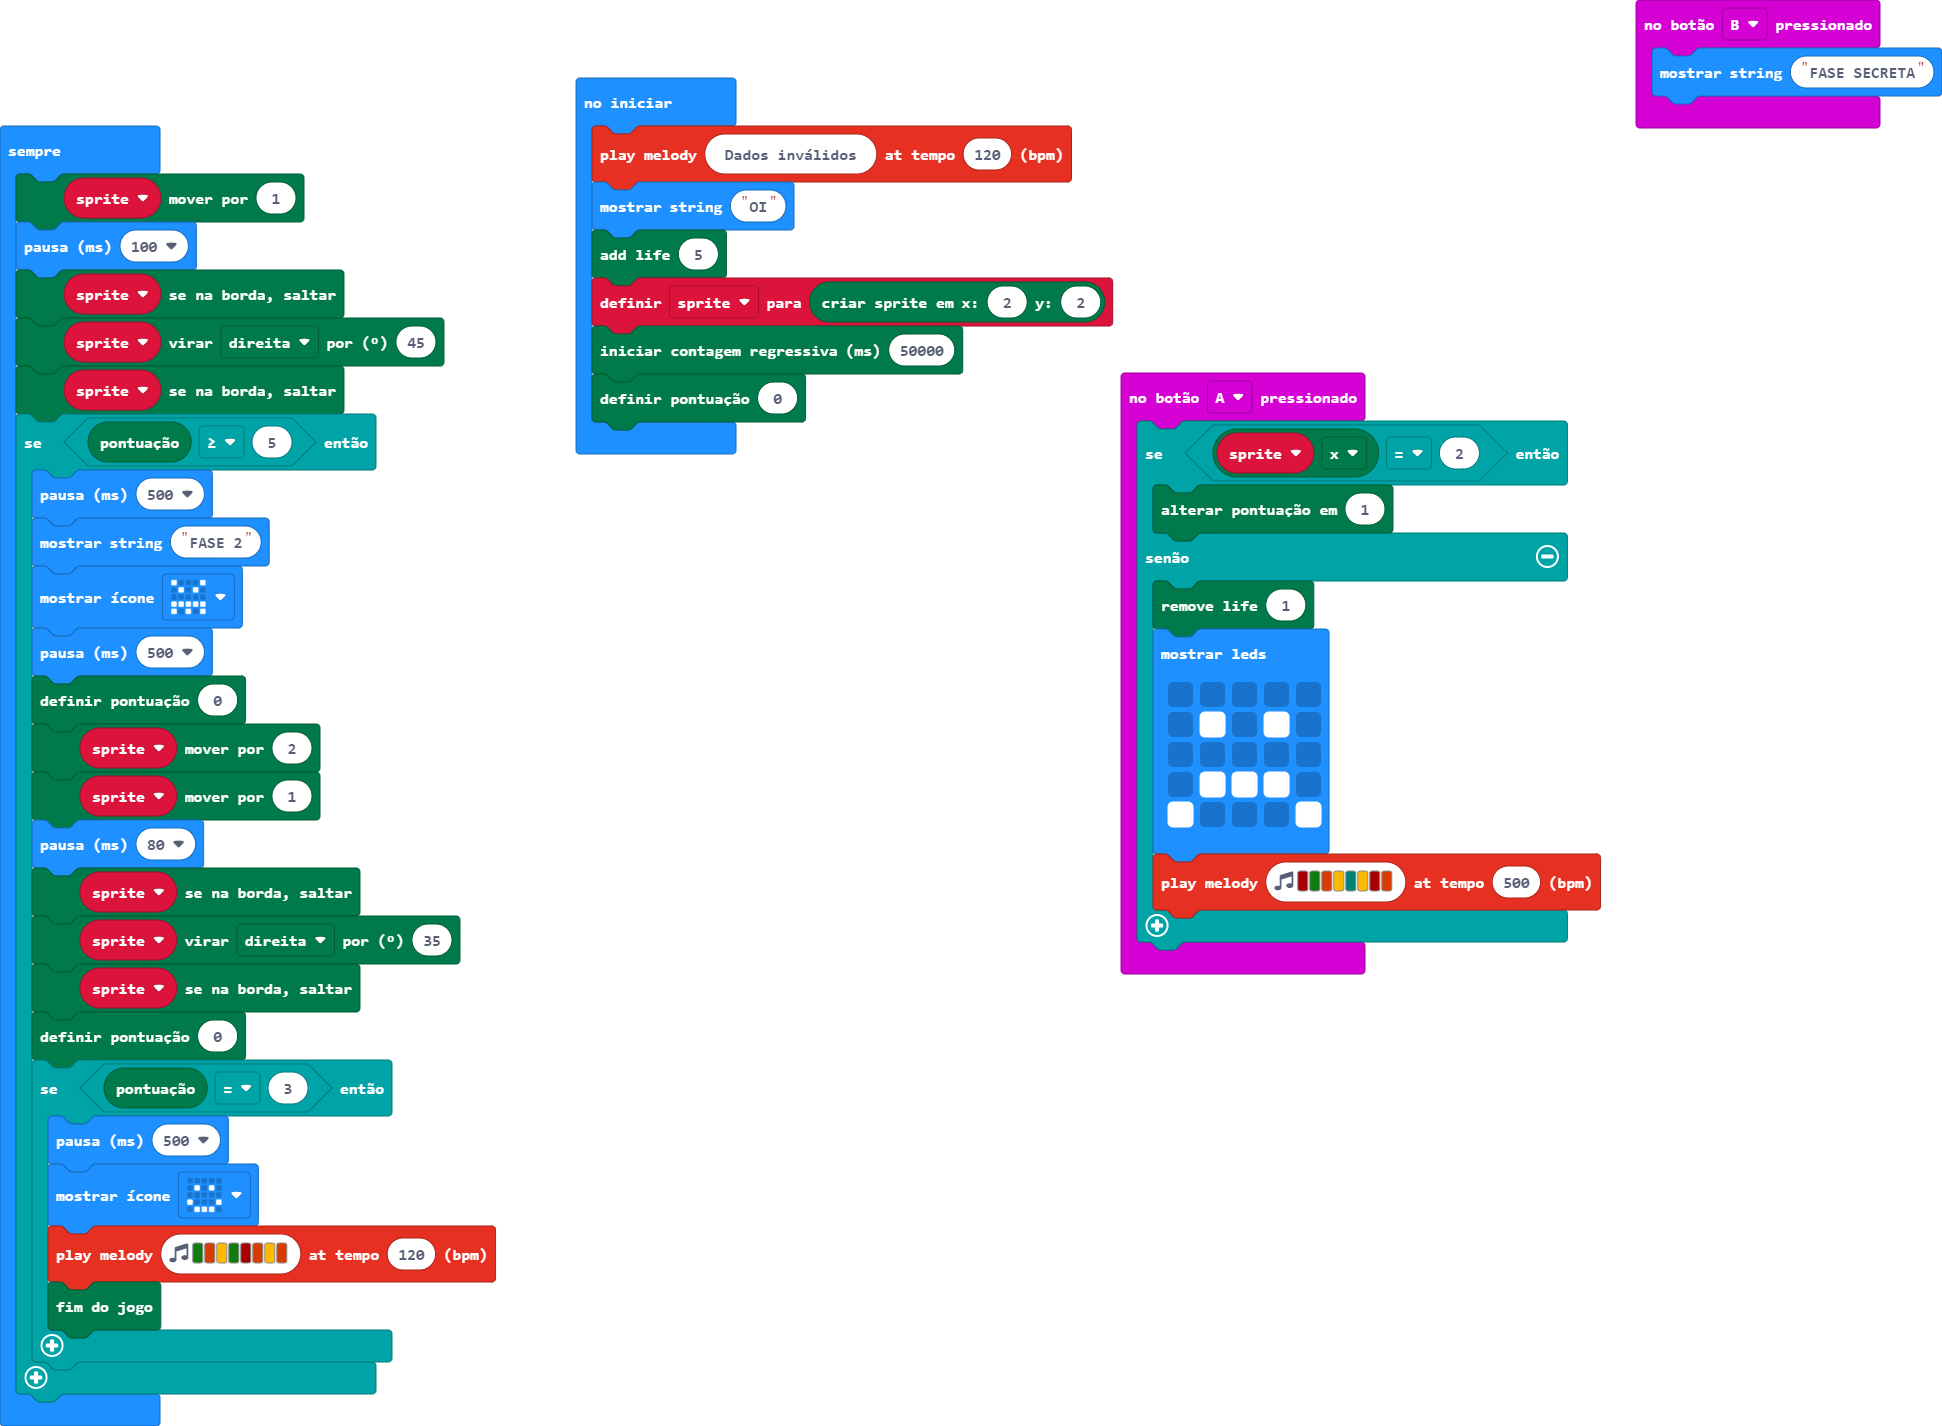 sempre
sprite mover por 1
pausa (ms) 100
sprite se na borda, saltar
sprite virar direita por (º) 45
sprite se na borda, saltar
se pontuação ≥ 5 então
pausa (ms) 500
mostrar string "FASE 2"
mostrar ícone
pausa (ms) 500
definir pontuação 0
sprite mover por 2
sprite mover por 1
pausa (ms) 80
sprite se na borda, saltar
sprite virar direita por (º) 35
sprite se na borda, saltar
definir pontuação 0
se pontuação = 3 então
pausa (ms) 500
mostrar ícone
play melody at tempo 120 (bpm)
fim do jogo
no iniciar
play melody Dados inválidos at tempo 120 (bpm)
mostrar string "OI"
add life 5
definir sprite para criar sprite em x: 2 y: 2
iniciar contagem regressiva (ms) 50000
definir pontuação 0
no botão A pressionado
se sprite x = 2 então
alterar pontuação em 1
senão
remove life 1
mostrar leds
play melody at tempo 500 (bpm)
no botão B pressionado
mostrar string "FASE SECRETA"